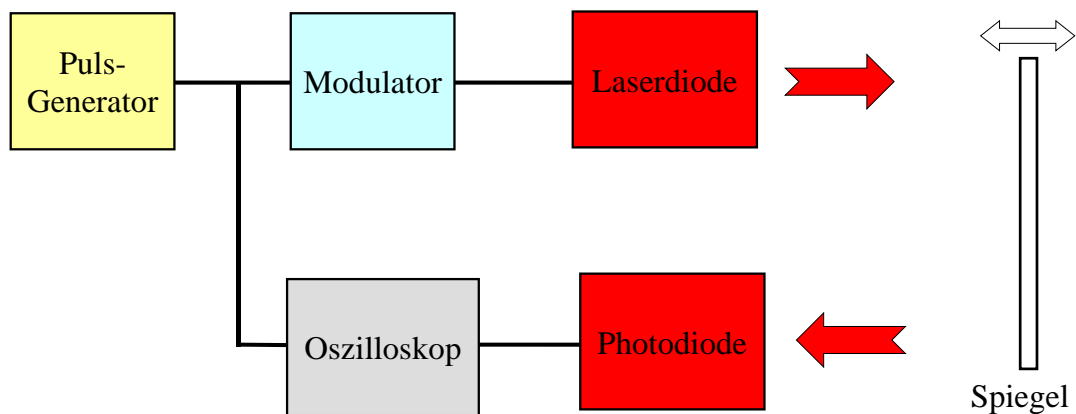 Puls-
Generator
Modulator
Laserdiode
Oszilloskop
Photodiode
Spiegel